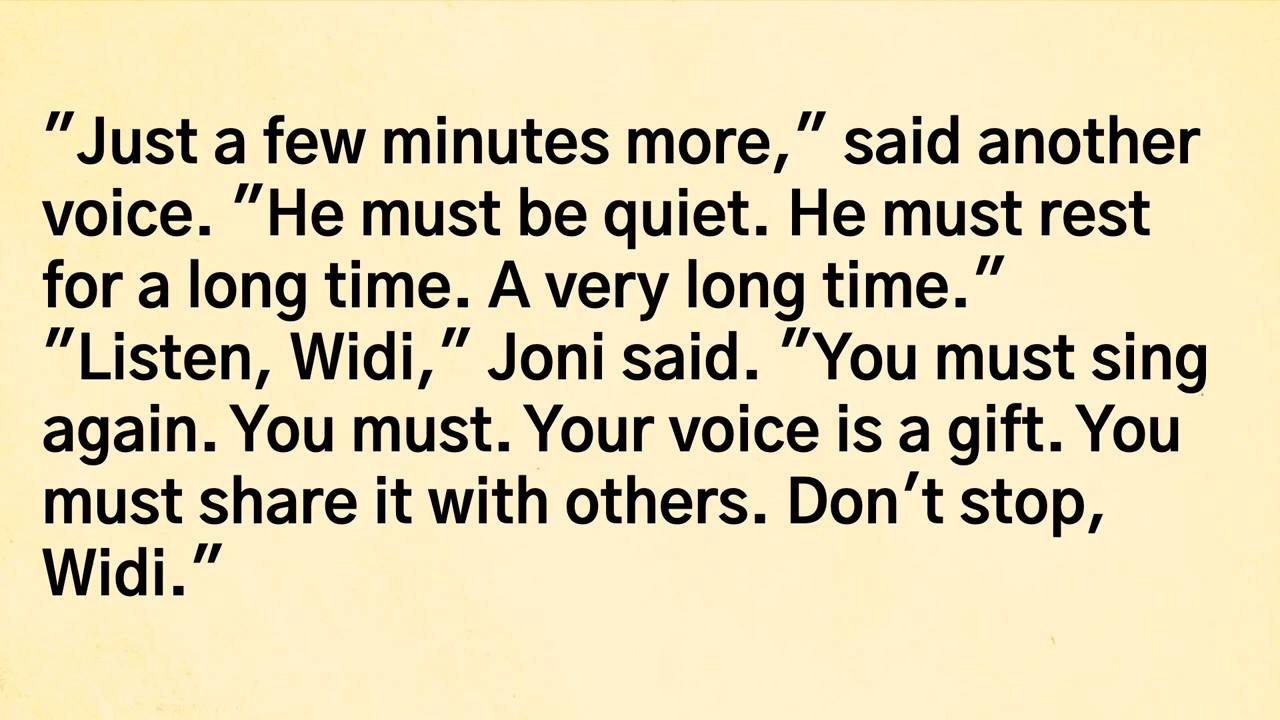 "Just a few minutes more," said another
voice. "He must be quiet. He must rest
for a long time. A very long time."
"Listen, Widi," Joni said. "You must sing
again. You must. Your voice is a gift. You
must share it with others. Don't stop,
Widi."